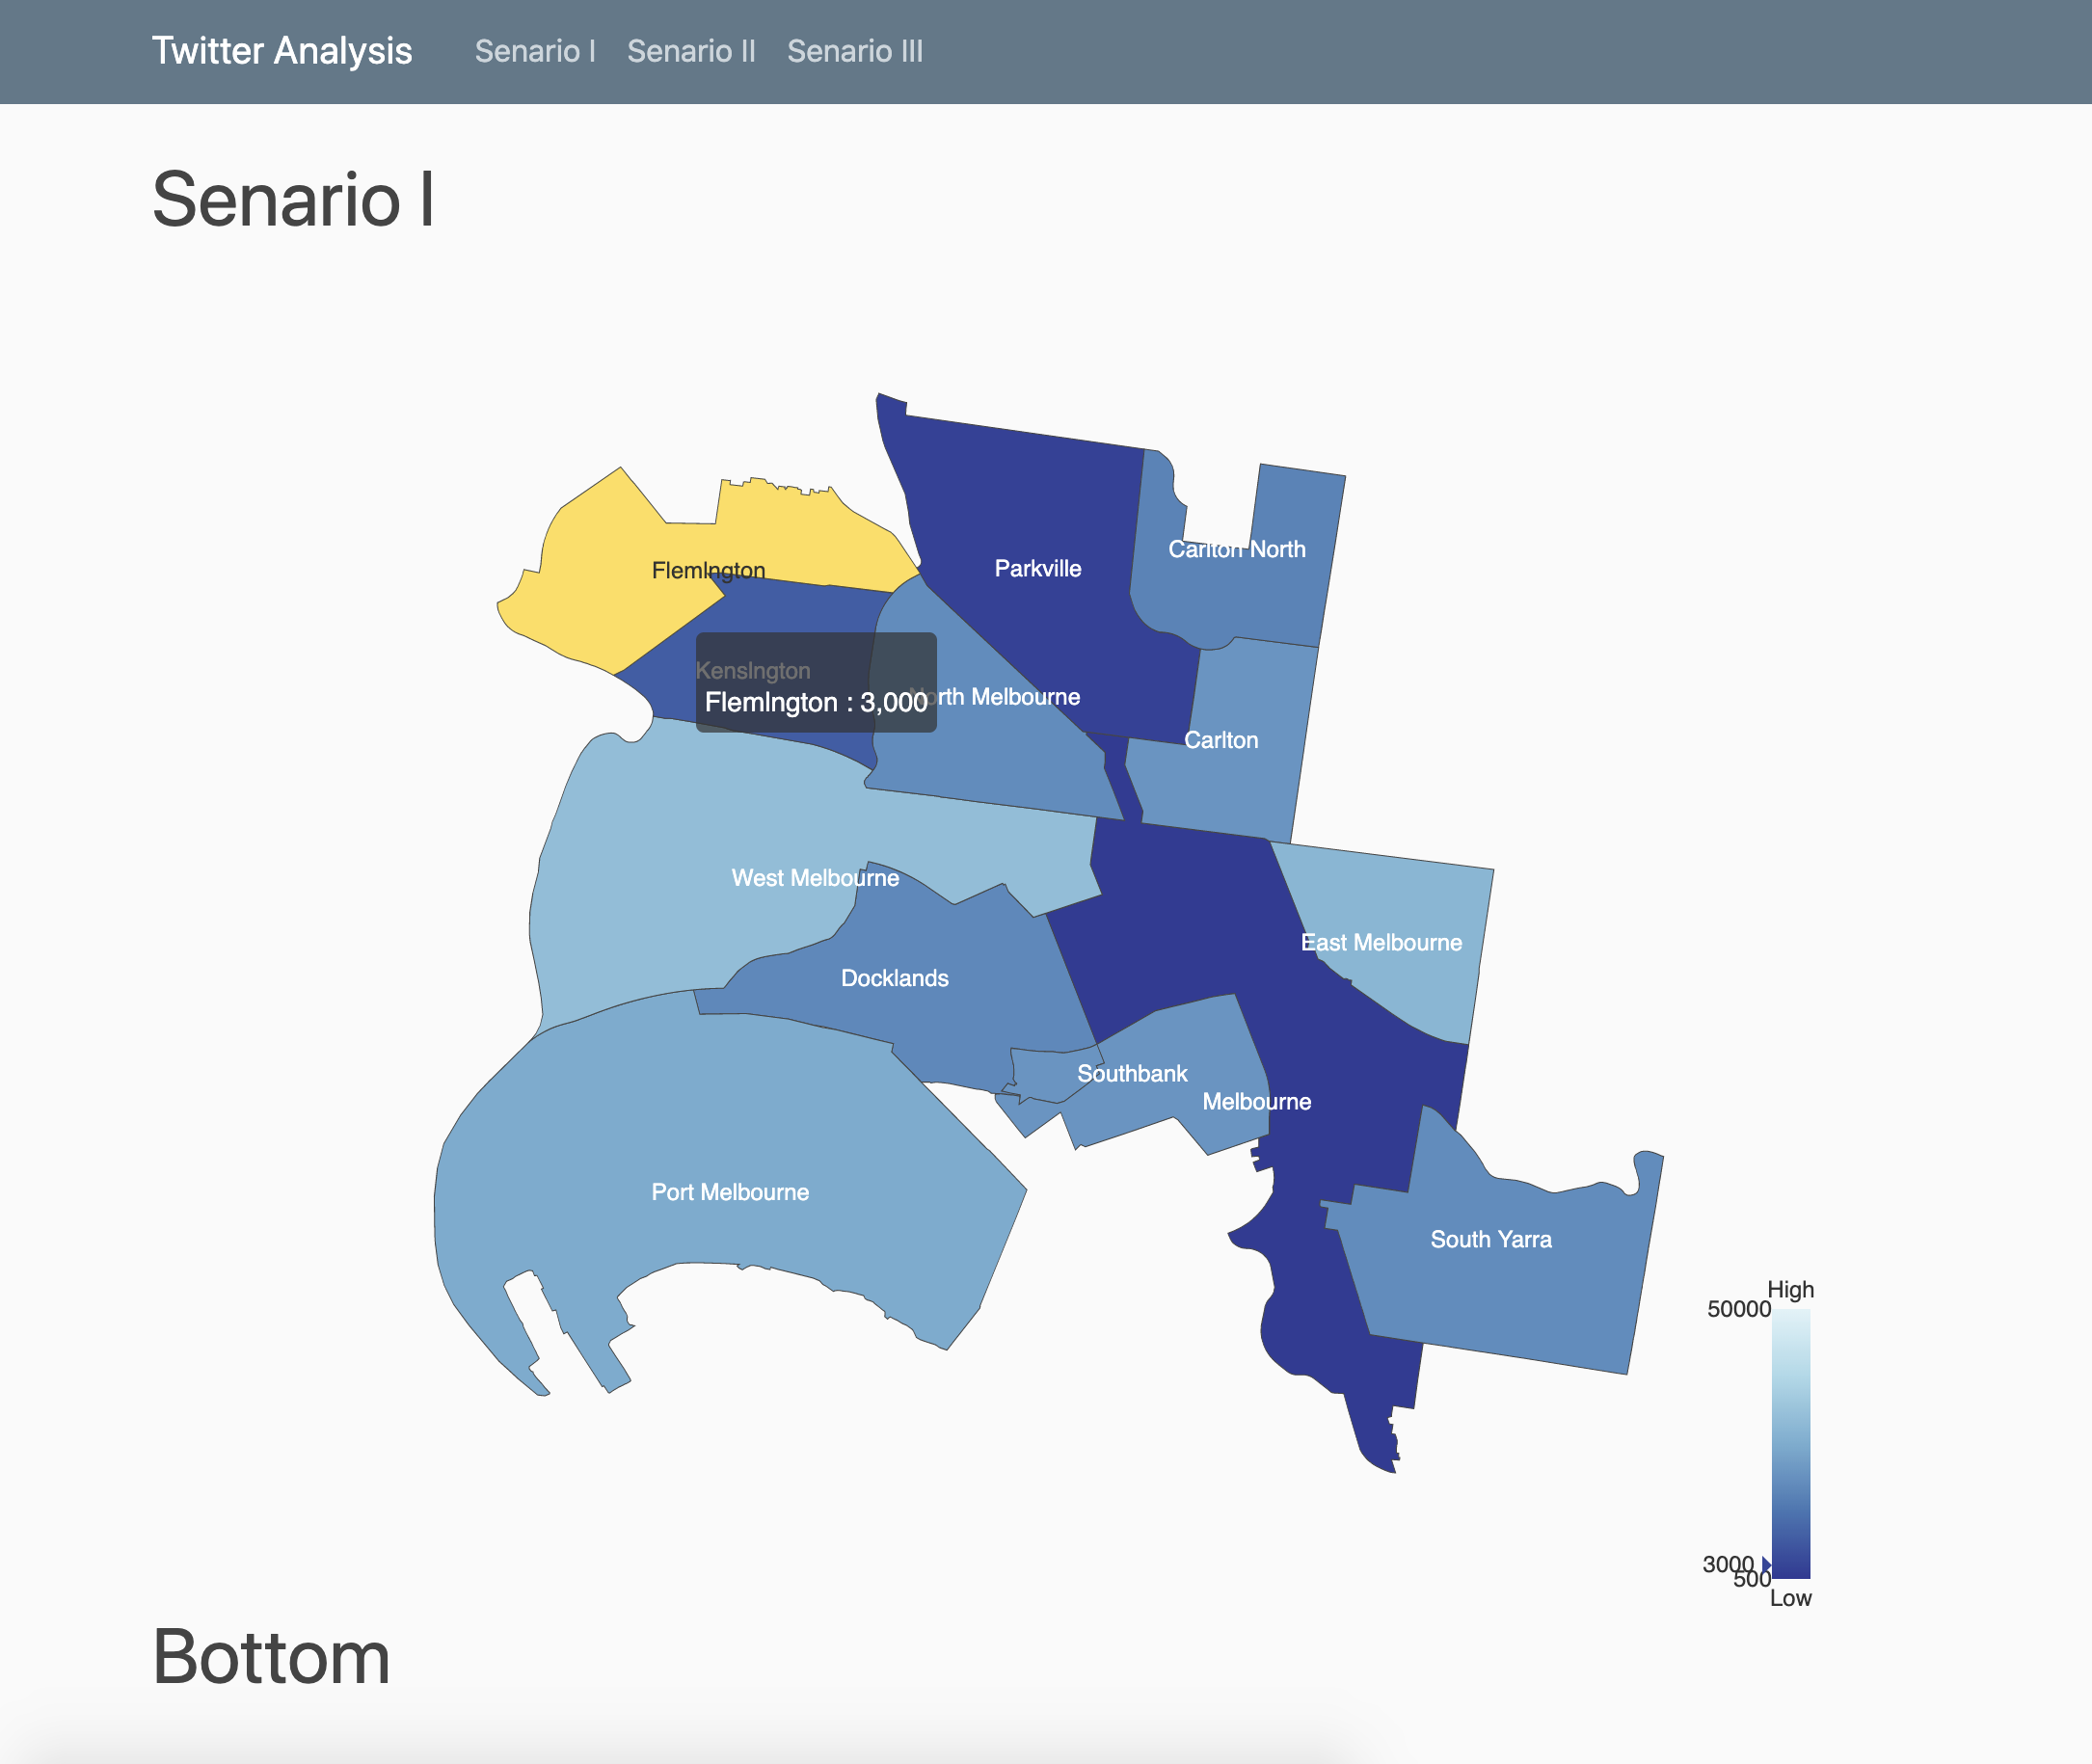 Twitter Analysis Senario I Senario II Senario III
Senario I
Parkville
Carlton North
FlemIngton
KensIngton
FlemIngton : 3,000
North Melbourne
Carlton
West Melbourne
East Melbourne
Docklands
Southbank
Melbourne
Port Melbourne
South Yarra
High
50000
3000
500
Low
Bottom